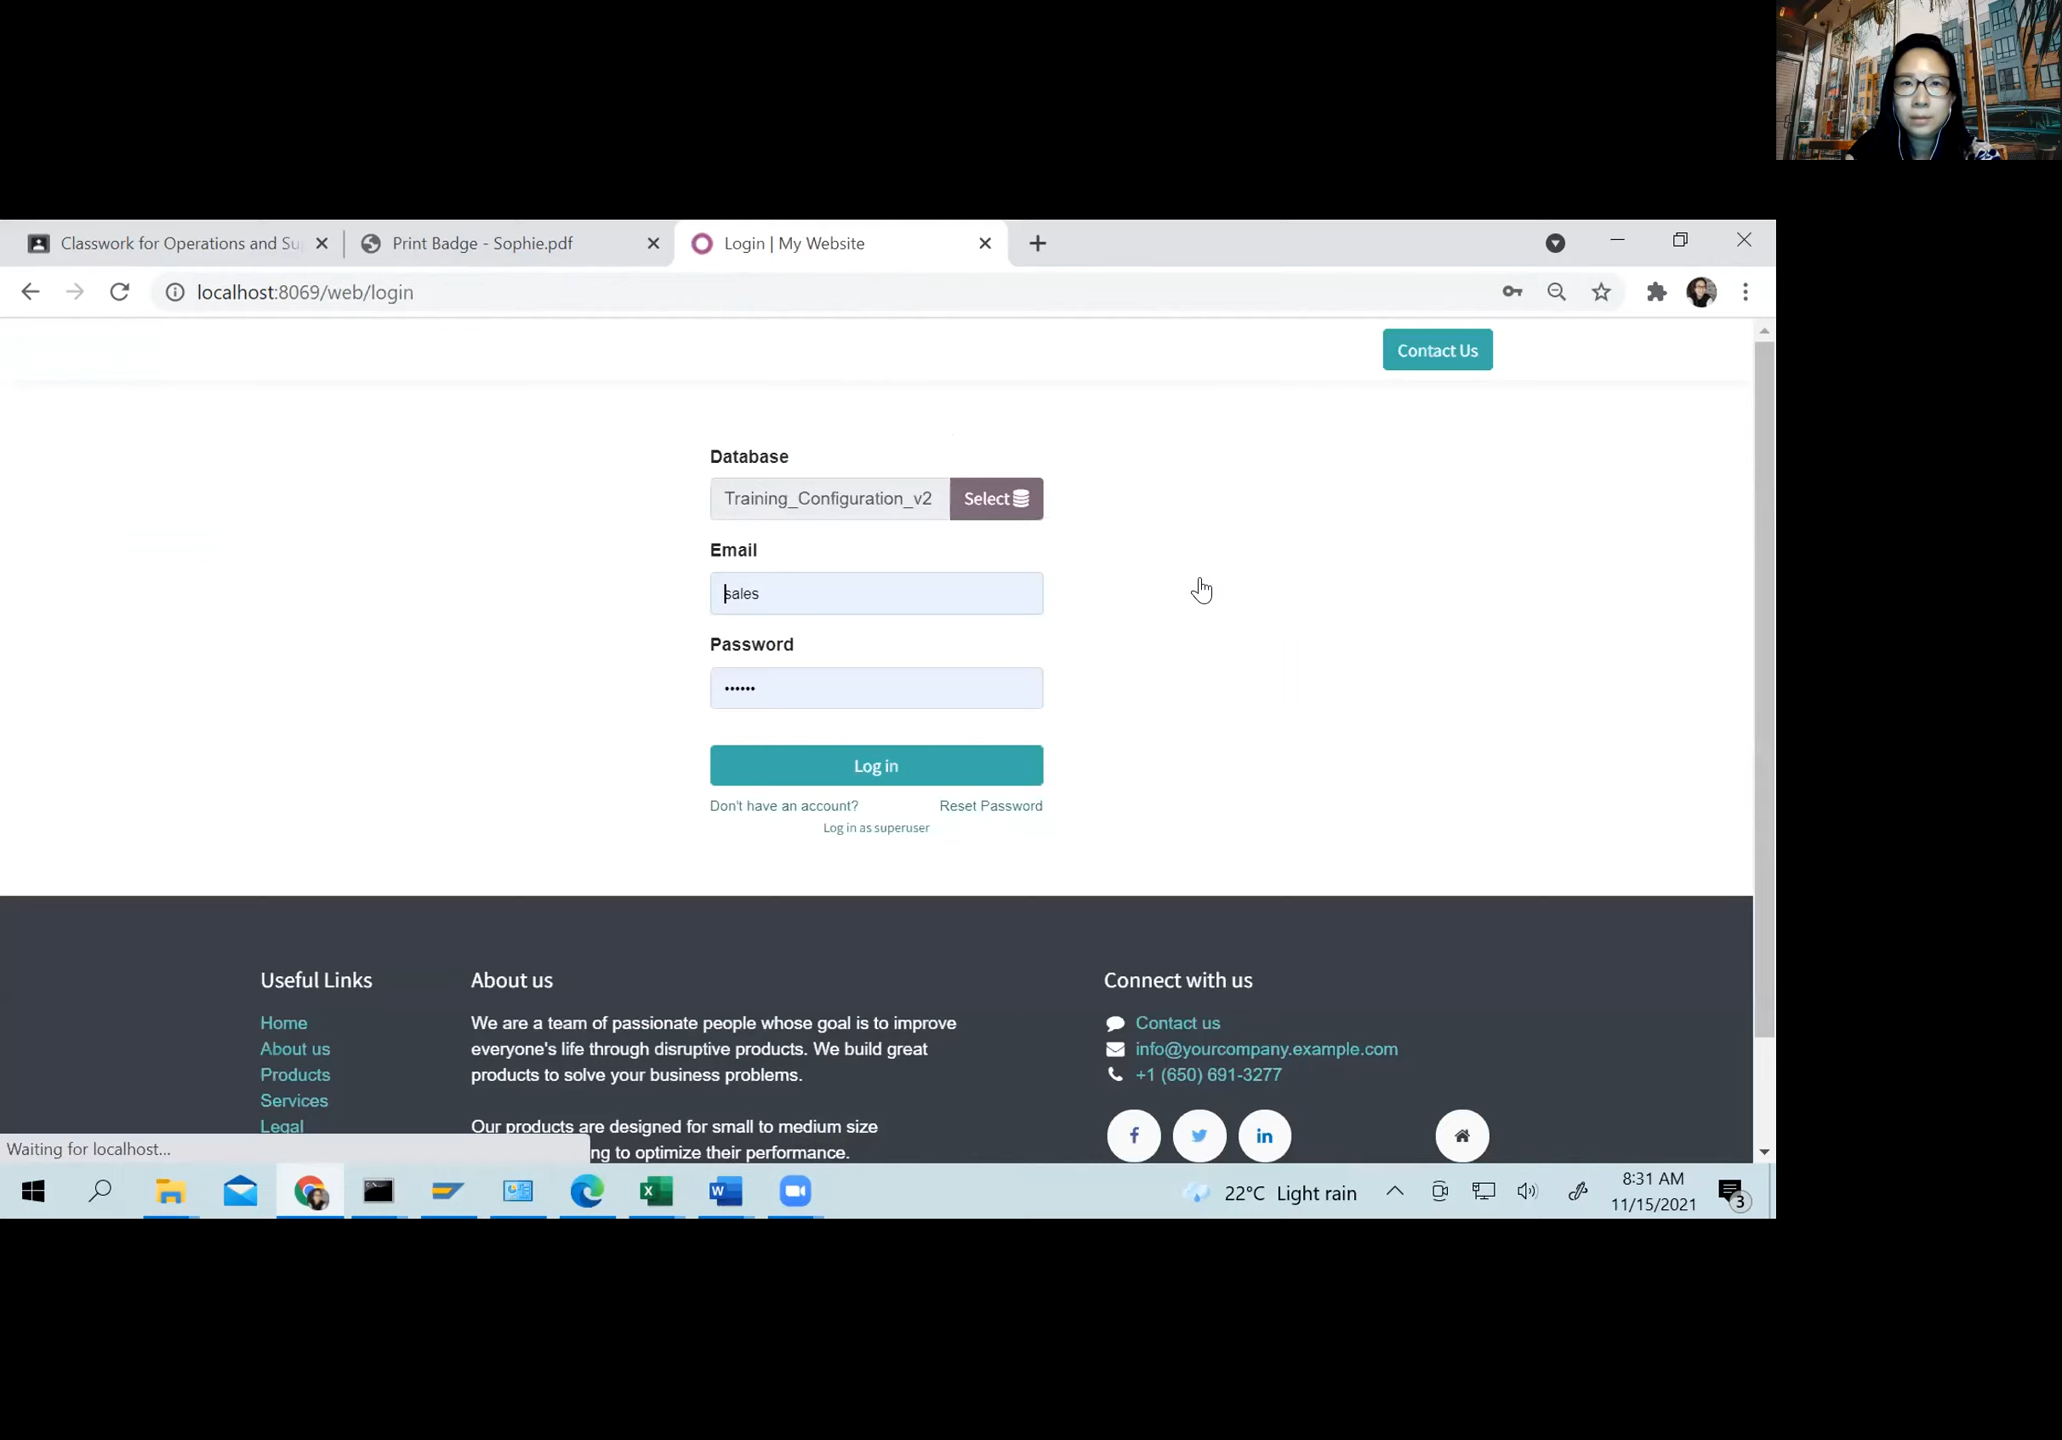 Classwork for Operations and Su
Print Badge - Sophie.pdf
Login | My Website
localhost:8069/web/login
Contact Us
Database
Training_Configuration_v2
Select
Email
sales
Password
••••••
Log in
Don't have an account?
Reset Password
Log in as superuser
Useful Links
Home
About us
Products
Services
Legal
About us
We are a team of passionate people whose goal is to improve
everyone's life through disruptive products. We build great
products to solve your business problems.
Our products are designed for small to medium size
ng to optimize their performance.
Connect with us
Contact us
info@yourcompany.example.com
+1 (650) 691-3277
Waiting for localhost...
22°C Light rain
8:31 AM
11/15/2021
3